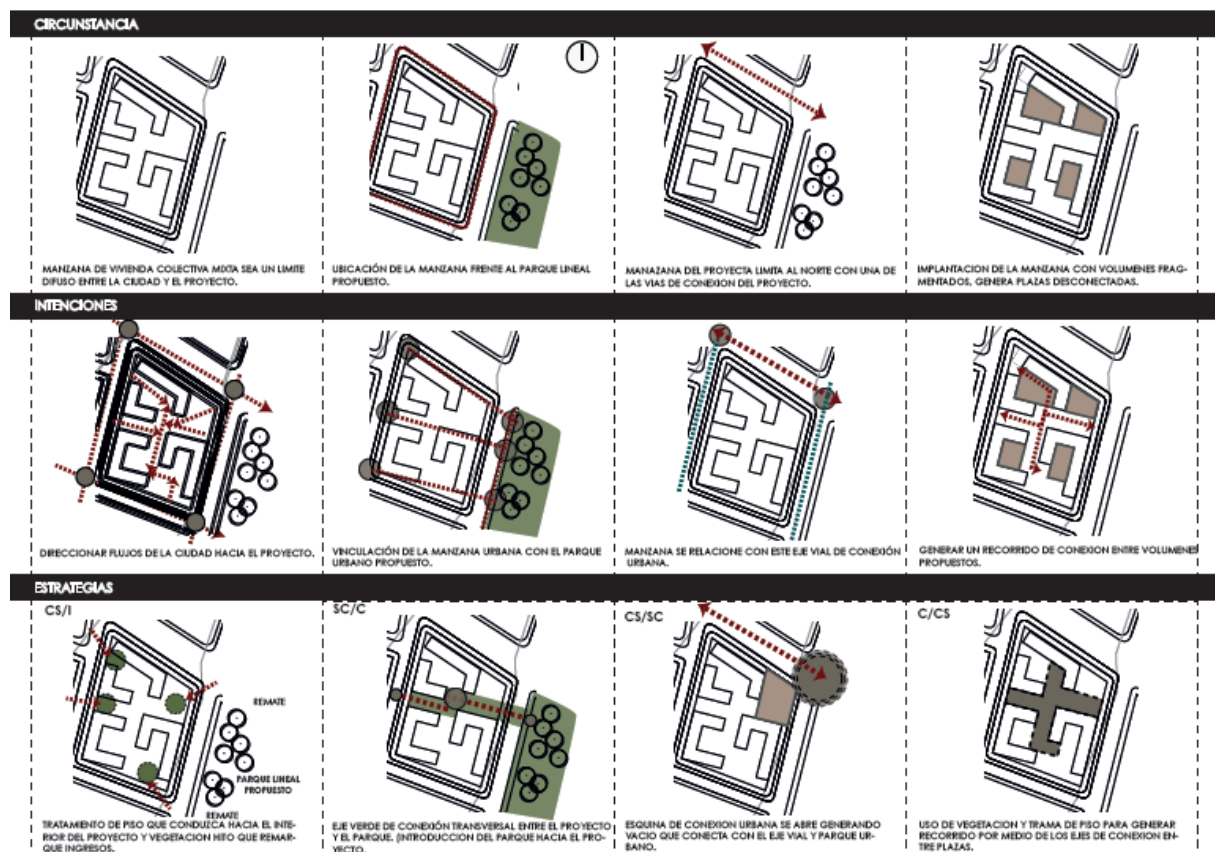 CIRCUNSTANCIA
MANZANA DE VIVIENDA COLECTIVA MIXTA SEA UN LIMITE
DIFUSO ENTRE LA CIUDAD Y EL PROYECTO.
UBICACIÓN DE LA MANZANA FRENTE AL PARQUE LINEAL
PROPUESTO.
MANAZANA DEL PROYECTA LIMITA AL NORTE CON UNA DE
LAS VIAS DE CONEXION DEL PROYECTO.
IMPLANTACION DE LA MANZANA CON VOLUMENES FRAG-
MENTADOS, GENERA PLAZAS DESCONECTADAS.
INTENCIONES
DIRECCIONAR FLUJOS DE LA CIUDAD HACIA EL PROYECTO.
VINCULACIÓN DE LA MANZANA URBANA CON EL PARQUE
URBANO PROPUESTO.
MANZANA SE RELACIONE CON ESTE EJE VIAL DE CONEXIÓN
URBANA.
GENERAR UN RECORRIDO DE CONEXION ENTRE VOLUMENES
PROPUESTOS.
ESTRATEGIAS
CS/I
REMATE
PARQUE LINEAL
PROPUESTO
REMATE
TRATAMIENTO DE PISO QUE CONDUZCA HACIA EL INTE-
RIOR DEL PROYECTO Y VEGETACION HITO QUE REMAR-
QUE INGRESOS.
SC/C
EJE VERDE DE CONEXIÓN TRANSVERSAL ENTRE EL PROYECTO
Y EL PARQUE. (INTRODUCCION DEL PARQUE HACIA EL PRO-
YECTO.
CS/SC
ESQUINA DE CONEXION URBANA SE ABRE GENERANDO
VACIO QUE CONECTA CON EL EJE VIAL Y PARQUE UR-
BANO.
C/CS
USO DE VEGETACION Y TRAMA DE PISO PARA GENERAR
RECORRIDO POR MEDIO DE LOS EJES DE CONEXION EN-
TRE PLAZAS.